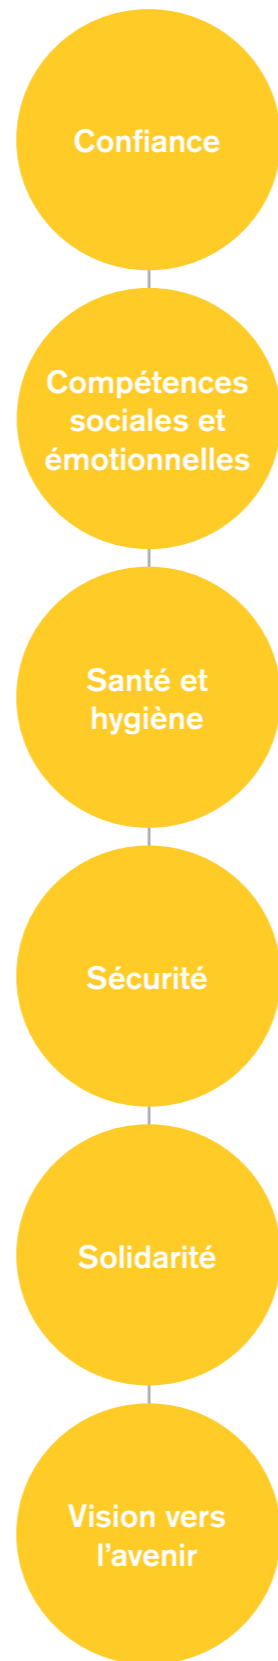 Confiance
Compétences
sociales et
émotionnelles
Santé et
hygiène
Sécurité
Solidarité
Vision vers
l’avenir